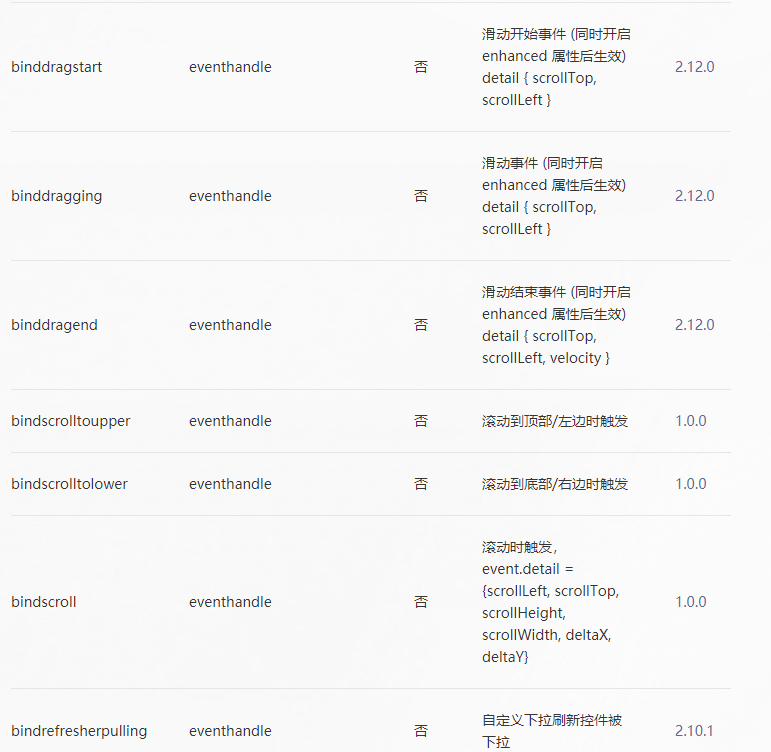 binddragstart eventhandle 否 滑动开始事件 (同时开启
enhanced 属性后生效)
detail { scrollTop,
scrollLeft } 2.12.0
binddragging eventhandle 否 滑动事件 (同时开启
enhanced 属性后生效)
detail { scrollTop,
scrollLeft } 2.12.0
binddragend eventhandle 否 滑动结束事件 (同时开启
enhanced 属性后生效)
detail { scrollTop,
scrollLeft, velocity } 2.12.0
bindscrolltoupper eventhandle 否 滚动到顶部/左边时触发 1.0.0
bindscrolltolower eventhandle 否 滚动到底部/右边时触发 1.0.0
bindscroll eventhandle 否 滚动时触发，
event.detail =
{scrollLeft, scrollTop,
scrollHeight,
scrollWidth, deltaX,
deltaY} 1.0.0
bindrefresherpulling eventhandle 否 自定义下拉刷新控件被
下拉 2.10.1